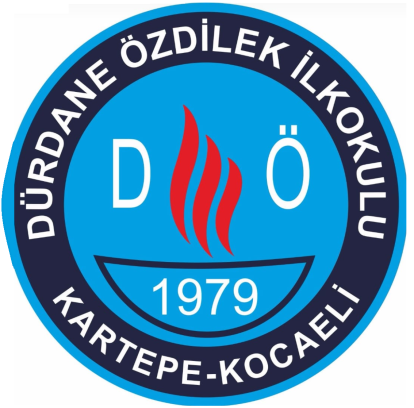 DÜRDANE ÖZDİLEK İLKOKULU
D Ö
1979
KARTEPE-KOCAELİ